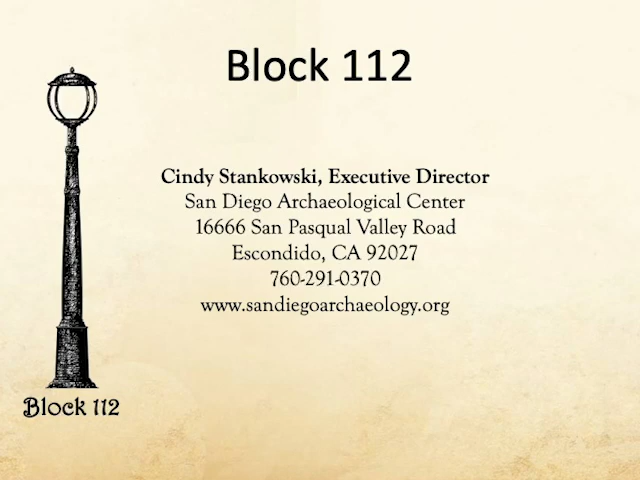 Block 112
Cindy Stankowski, Executive Director
San Diego Archaeological Center
16666 San Pasqual Valley Road
Escondido, CA 92027
760-291-0370
www.sandiegoarchaeology.org
Block 112